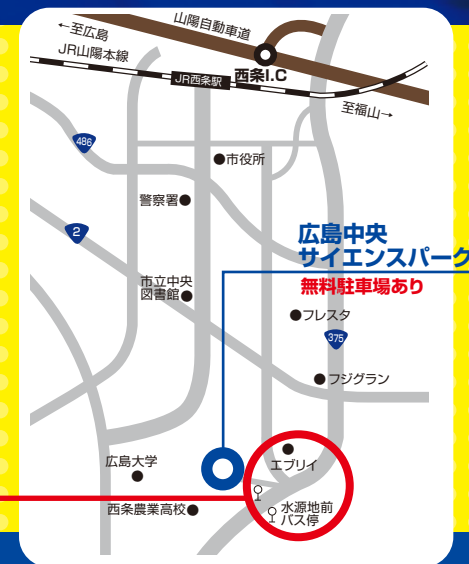 ←至広島
山陽自動車道
JR山陽本線
JR西条駅
西条I.C
至福山→
486
●市役所
警察署●
2
広島中央
サイエンスパーク
無料駐車場あり
市立中央
図書館●
●フレスタ
375
●フジグラン
広島大学
エブリイ
西条農業高校●
水源地前
バス停